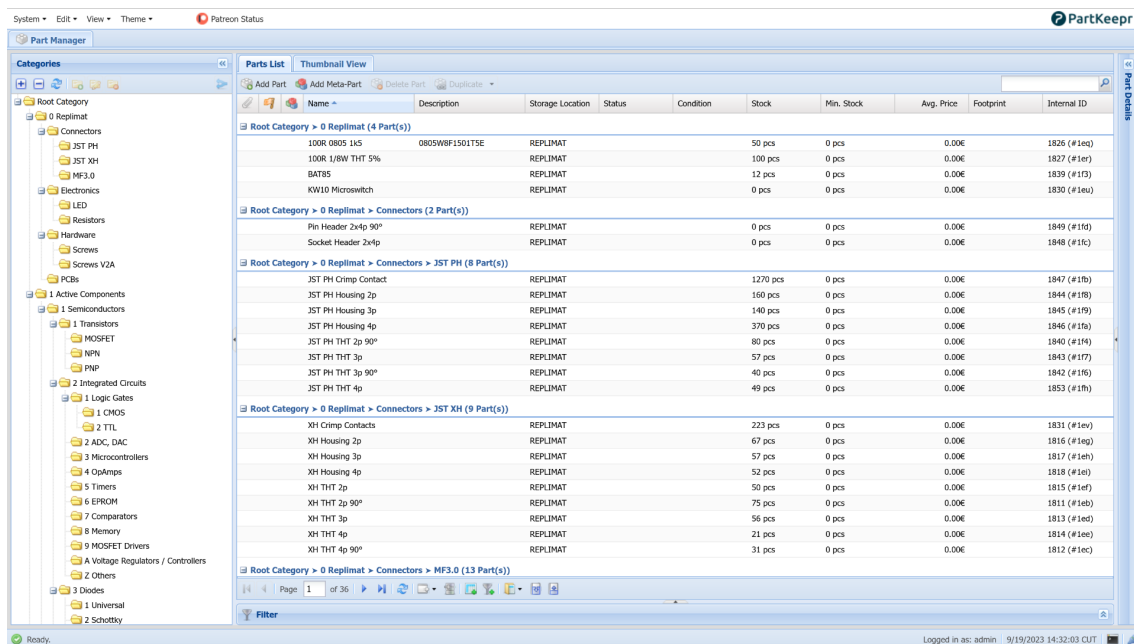 System Edit View Theme Patreon Status PartKeepr
Part Manager
Categories
Root Category
0 Replimat
Connectors
JST PH
JST XH
MF3.0
Electronics
LED
Resistors
Hardware
Screws
Screws V2A
PCBs
1 Active Components
1 Semiconductors
1 Transistors
MOSFET
NPN
PNP
2 Integrated Circuits
1 Logic Gates
1 CMOS
2 TTL
2 ADC, DAC
3 Microcontrollers
4 OpAmps
5 Timers
6 EPROM
7 Comparators
8 Memory
9 MOSFET Drivers
A Voltage Regulators / Controllers
Z Others
3 Diodes
1 Universal
2 Schottky
Parts List Thumbnail View
Add Part Add Meta-Part Delete Part Duplicate
Name Description Storage Location Status Condition Stock Min. Stock Avg. Price Footprint Internal ID
Root Category ➤ 0 Replimat (4 Part(s))
100R 0805 1k5 0805W8F1501T5E REPLIMAT 50 pcs 0 pcs 0.00€ 1826 (#1eq)
100R 1/8W THT 5% REPLIMAT 100 pcs 0 pcs 0.00€ 1827 (#1er)
BAT85 REPLIMAT 12 pcs 0 pcs 0.00€ 1839 (#1f3)
KW10 Microswitch REPLIMAT 0 pcs 0 pcs 0.00€ 1830 (#1eu)
Root Category ➤ 0 Replimat ➤ Connectors (2 Part(s))
Pin Header 2x4p 90° REPLIMAT 0 pcs 0 pcs 0.00€ 1849 (#1fd)
Socket Header 2x4p REPLIMAT 0 pcs 0 pcs 0.00€ 1848 (#1fc)
Root Category ➤ 0 Replimat ➤ Connectors ➤ JST PH (8 Part(s))
JST PH Crimp Contact REPLIMAT 1270 pcs 0 pcs 0.00€ 1847 (#1fb)
JST PH Housing 2p REPLIMAT 160 pcs 0 pcs 0.00€ 1844 (#1f8)
JST PH Housing 3p REPLIMAT 140 pcs 0 pcs 0.00€ 1845 (#1f9)
JST PH Housing 4p REPLIMAT 370 pcs 0 pcs 0.00€ 1846 (#1fa)
JST PH THT 2p 90° REPLIMAT 80 pcs 0 pcs 0.00€ 1840 (#1f4)
JST PH THT 3p REPLIMAT 57 pcs 0 pcs 0.00€ 1843 (#1f7)
JST PH THT 3p 90° REPLIMAT 40 pcs 0 pcs 0.00€ 1842 (#1f6)
JST PH THT 4p REPLIMAT 49 pcs 0 pcs 0.00€ 1853 (#1fh)
Root Category ➤ 0 Replimat ➤ Connectors ➤ JST XH (9 Part(s))
XH Crimp Contacts REPLIMAT 223 pcs 0 pcs 0.00€ 1831 (#1ev)
XH Housing 2p REPLIMAT 67 pcs 0 pcs 0.00€ 1816 (#1eg)
XH Housing 3p REPLIMAT 57 pcs 0 pcs 0.00€ 1817 (#1eh)
XH Housing 4p REPLIMAT 52 pcs 0 pcs 0.00€ 1818 (#1ei)
XH THT 2p REPLIMAT 50 pcs 0 pcs 0.00€ 1815 (#1ef)
XH THT 2p 90° REPLIMAT 75 pcs 0 pcs 0.00€ 1811 (#1eb)
XH THT 3p REPLIMAT 56 pcs 0 pcs 0.00€ 1813 (#1ed)
XH THT 4p REPLIMAT 21 pcs 0 pcs 0.00€ 1814 (#1ee)
XH THT 4p 90° REPLIMAT 31 pcs 0 pcs 0.00€ 1812 (#1ec)
Root Category ➤ 0 Replimat ➤ Connectors ➤ MF3.0 (13 Part(s))
Page 1 of 36
Filter
Part Details
Ready. Logged in as: admin 9/19/2023 14:32:03 CUT